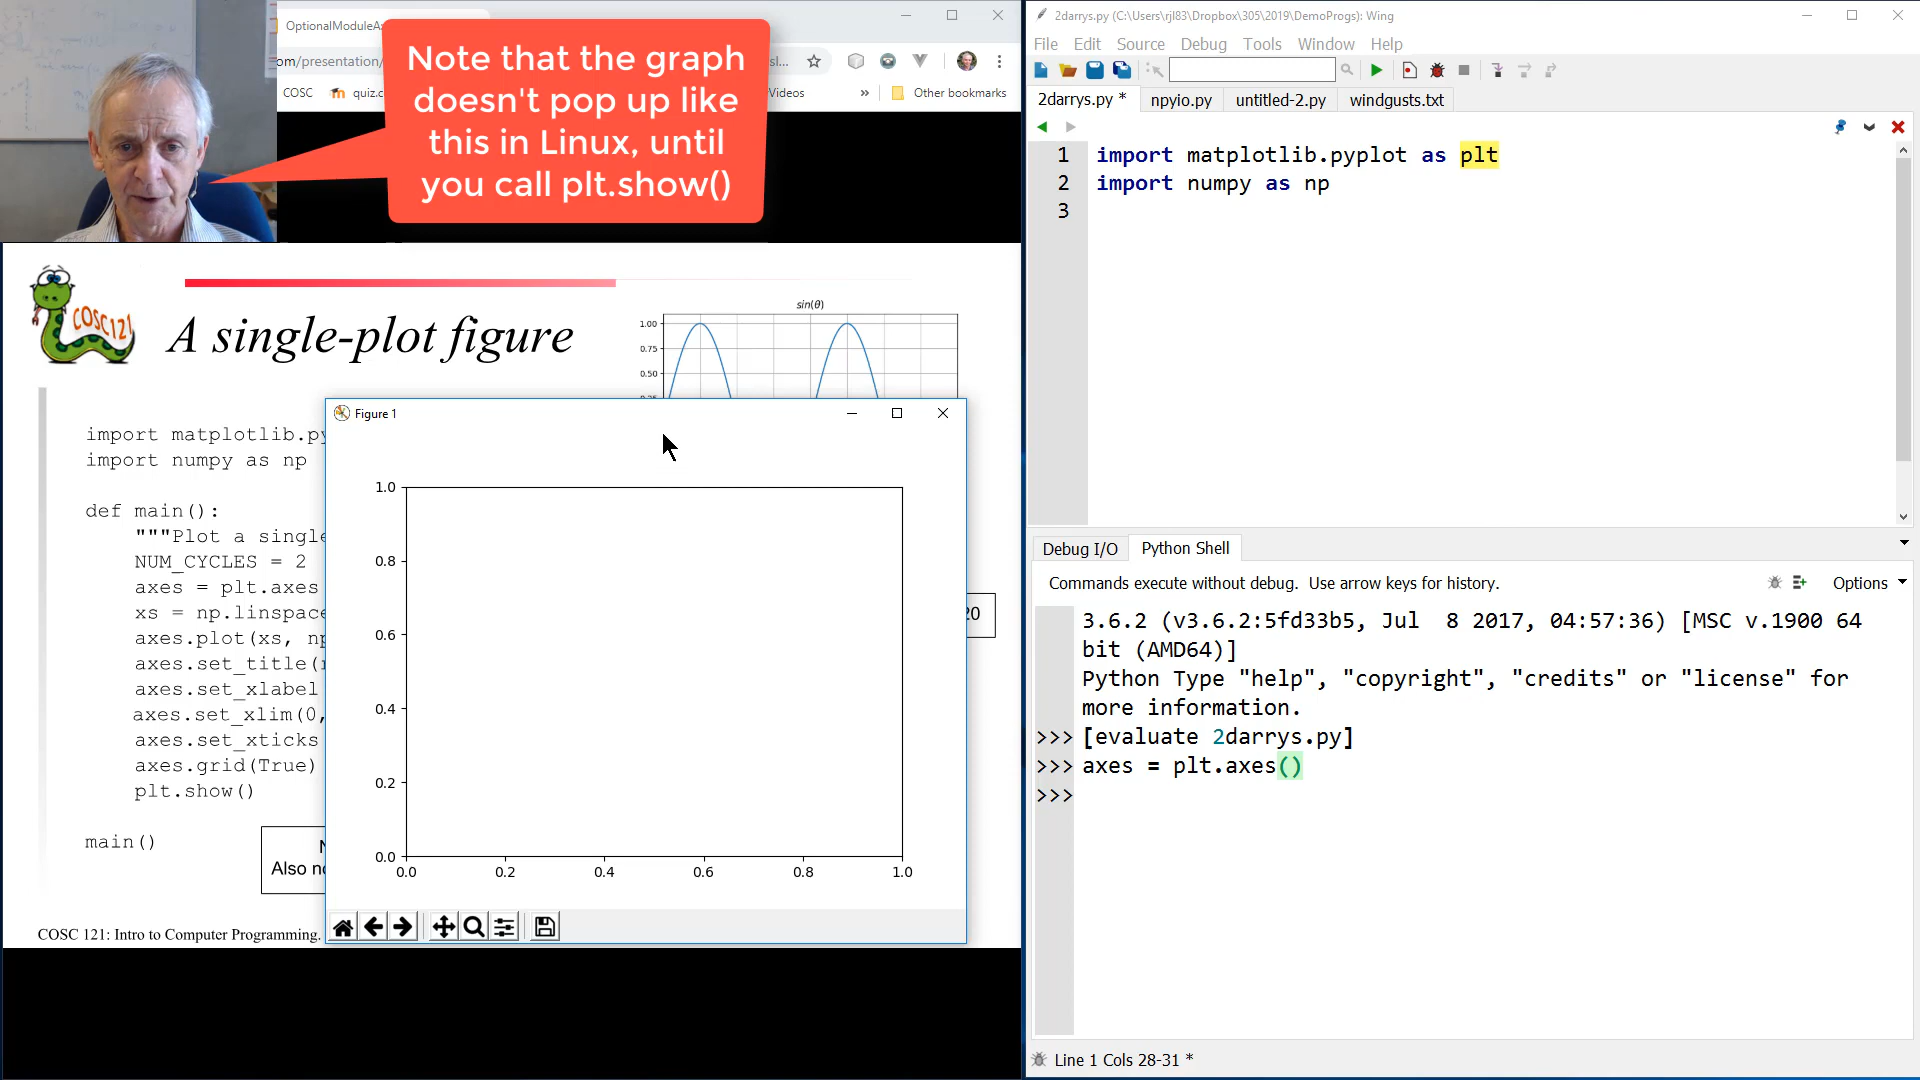 OptionalModuleA
om/presentation/
sl...
COSC
quiz.c
Videos
»
Other bookmarks
Note that the graph
doesn't pop up like
this in Linux, until
you call plt.show()
COSC121
A single-plot figure
sin(θ)
1.00
0.75
0.50
import matplotlib.py
import numpy as np
def main():
"""Plot a single
NUM_CYCLES = 2
axes = plt.axes
xs = np.linspace
axes.plot(xs, np
axes.set_title(
axes.set_xlabel
axes.set_xlim(0,
axes.set_xticks
axes.grid(True)
plt.show()
main()
Also no
20
COSC 121: Intro to Computer Programming.
Figure 1
1.0
0.8
0.6
0.4
0.2
0.0
0.0 0.2 0.4 0.6 0.8 1.0
2darrys.py (C:\Users\rjl83\Dropbox\305\2019\DemoProgs): Wing
File Edit Source Debug Tools Window Help
2darrys.py * npyio.py untitled-2.py windgusts.txt
1 import matplotlib.pyplot as plt
2 import numpy as np
3
Debug I/O Python Shell
Commands execute without debug. Use arrow keys for history.
Options
3.6.2 (v3.6.2:5fd33b5, Jul 8 2017, 04:57:36) [MSC v.1900 64
bit (AMD64)]
Python Type "help", "copyright", "credits" or "license" for
more information.
>>> [evaluate 2darrys.py]
>>> axes = plt.axes()
>>>
Line 1 Cols 28-31 *